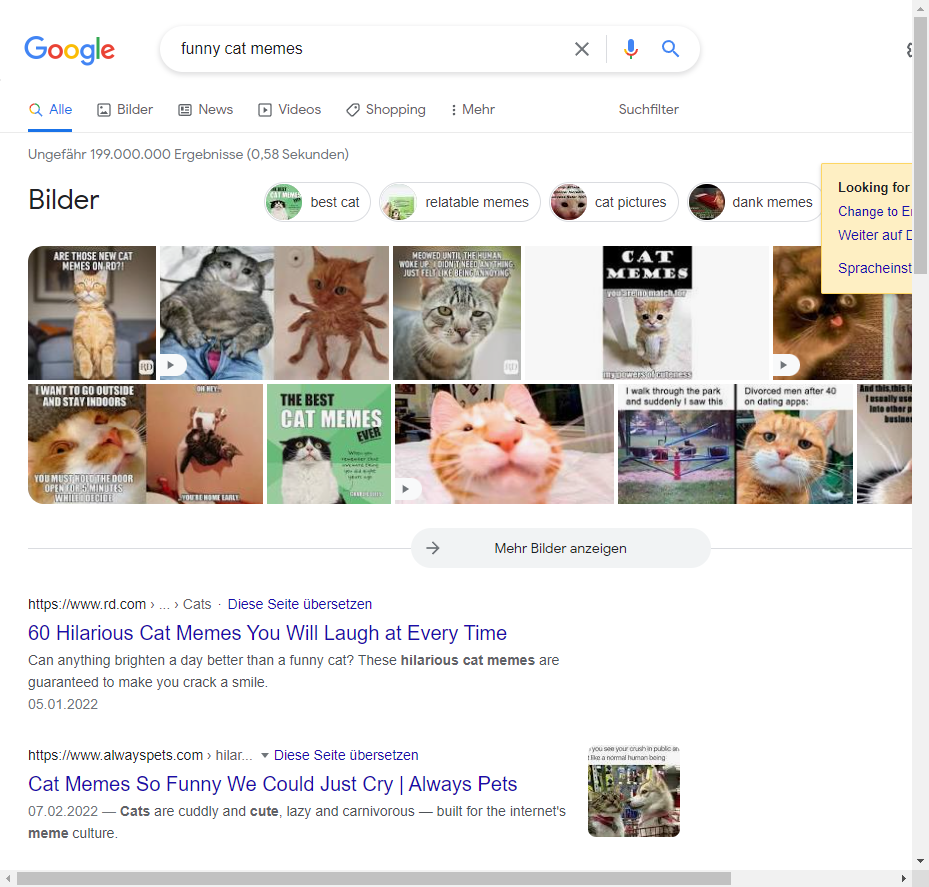 Google
funny cat memes
Alle
Bilder
News
Videos
Shopping
Mehr
Suchfilter
Ungefähr 199.000.000 Ergebnisse (0,58 Sekunden)
Bilder
best cat
relatable memes
cat pictures
dank memes
Looking for
Change to E
Weiter auf D
Spracheinst
ARE THOSE NEW CAT
MEMES ON RD?!
RD
MEOWED UNTIL THE HUMAN
WOKE UP. I DIDN'T NEED ANYTHING
JUST FELT LIKE BEING ANNOYING
RD
CAT
MEMES
you are no match for
my powers of cuteness
I WANT TO GO OUTSIDE
AND STAY INDOORS
YOU MUST HOLD THE DOOR
OPEN FOR 5 MINUTES
WHILE I DECIDE
OH HEY..
..YOU'RE HOME EARLY
THE BEST
CAT MEMES
EVER
When you
remember that
I walk through the park
and suddenly I saw this
Divorced men after 40
on dating apps:
And this, this i
I usually use
into other p
busine
Mehr Bilder anzeigen
https://www.rd.com › ... › Cats · Diese Seite übersetzen
60 Hilarious Cat Memes You Will Laugh at Every Time
Can anything brighten a day better than a funny cat? These hilarious cat memes are
guaranteed to make you crack a smile.
05.01.2022
https://www.alwayspets.com › hilar... Diese Seite übersetzen
Cat Memes So Funny We Could Just Cry | Always Pets
07.02.2022 — Cats are cuddly and cute, lazy and carnivorous — built for the internet's
meme culture.
you see your crush in public an
t like a normal human being